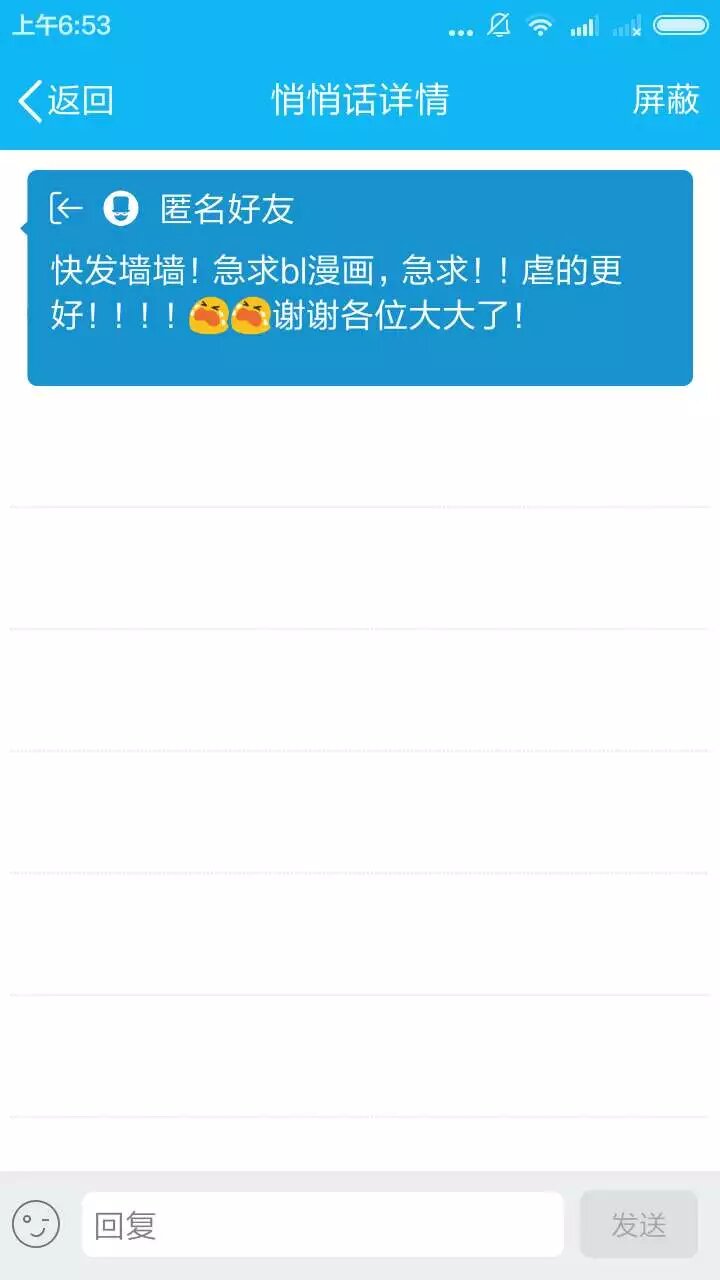 上午6:53
返回
悄悄话详情
屏蔽
匿名好友
快发墙墙！急求bl漫画，急求！！虐的更
好！！！！😭😭谢谢各位大大了！
回复
发送